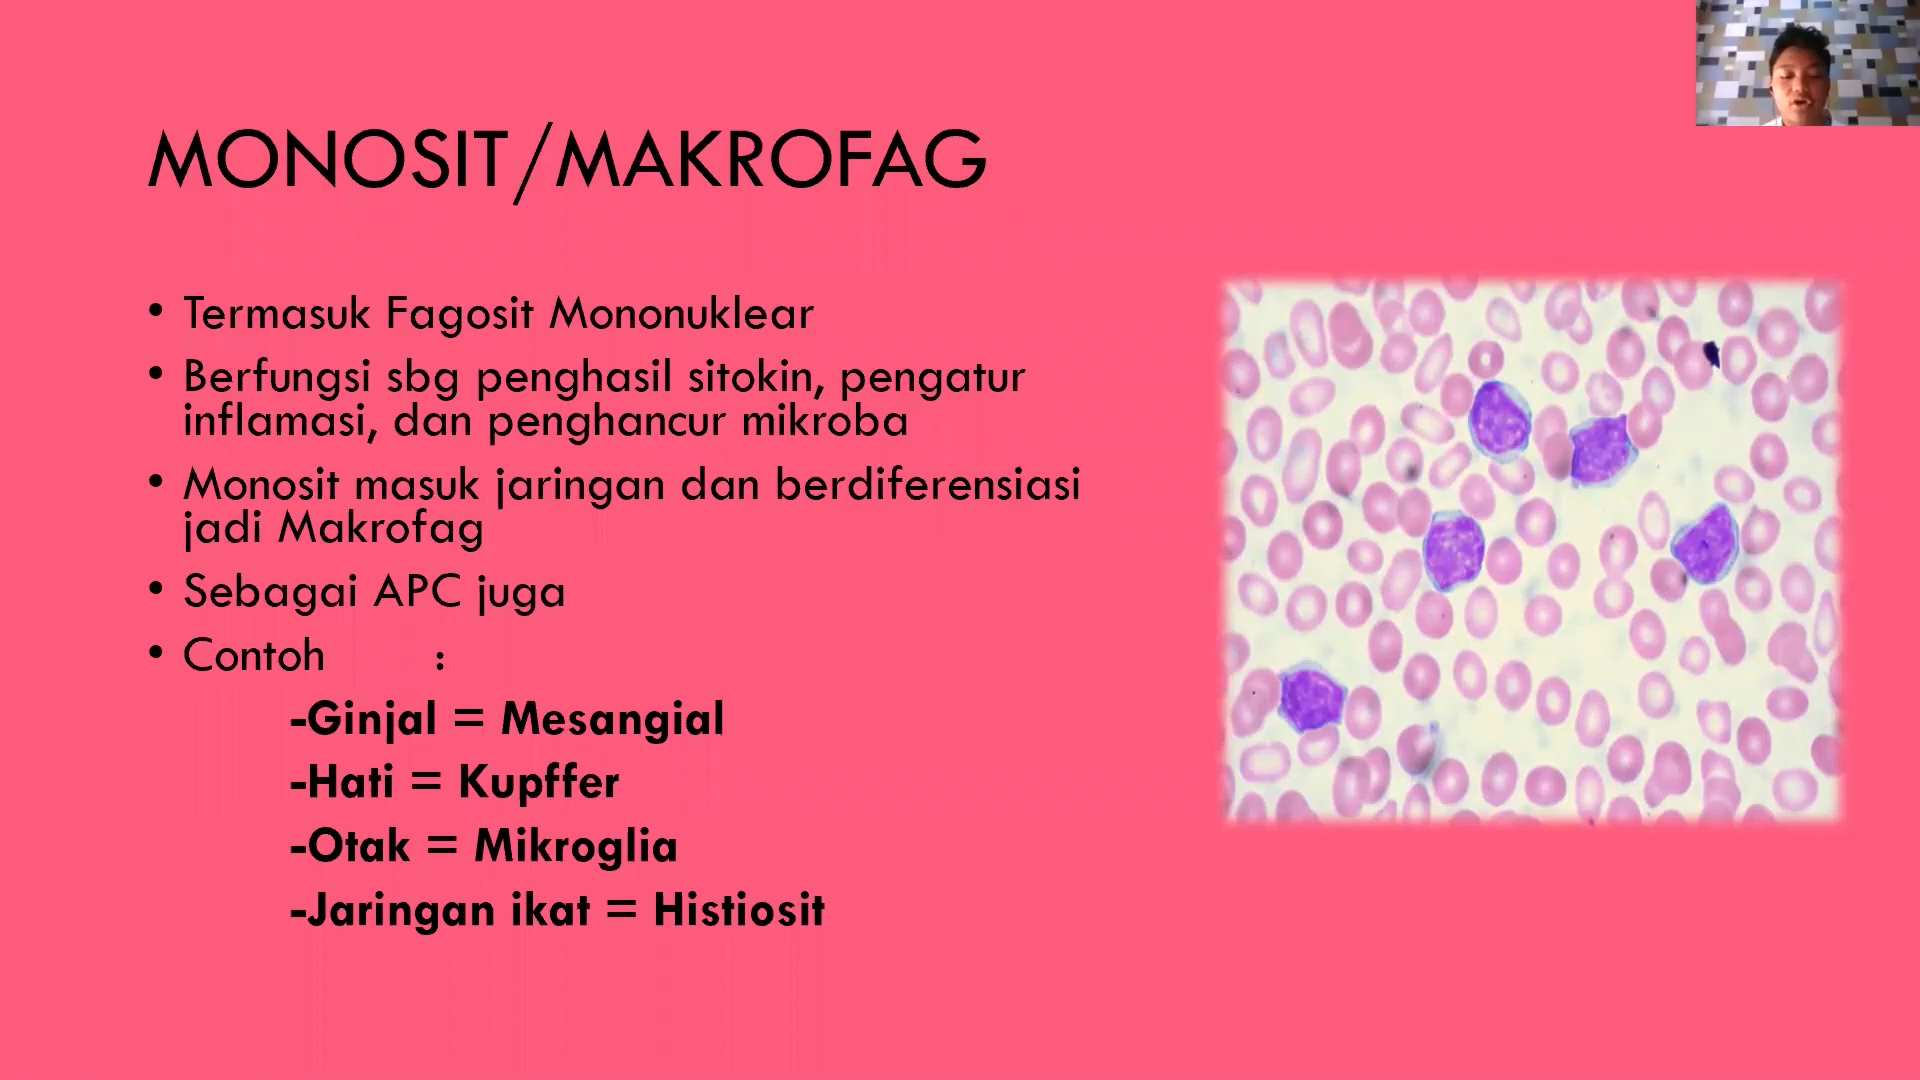 MONOSIT/MAKROFAG
• Termasuk Fagosit Mononuklear
• Berfungsi sbg penghasil sitokin, pengatur
inflamasi, dan penghancur mikroba
• Monosit masuk jaringan dan berdiferensiasi
jadi Makrofag
• Sebagai APC juga
• Contoh :
-Ginjal = Mesangial
-Hati = Kupffer
-Otak = Mikroglia
-Jaringan ikat = Histiosit